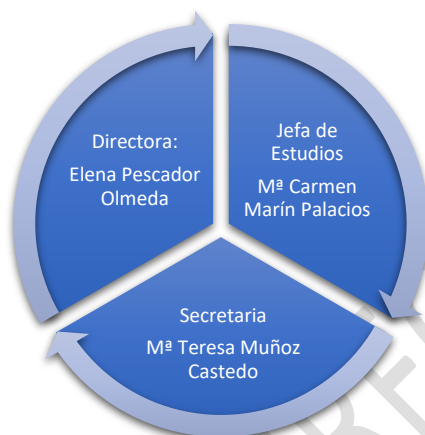 Directora:
Elena Pescador
Olmeda
Jefa de
Estudios
Mª Carmen
Marín Palacios
Secretaria
Mª Teresa Muñoz
Castedo